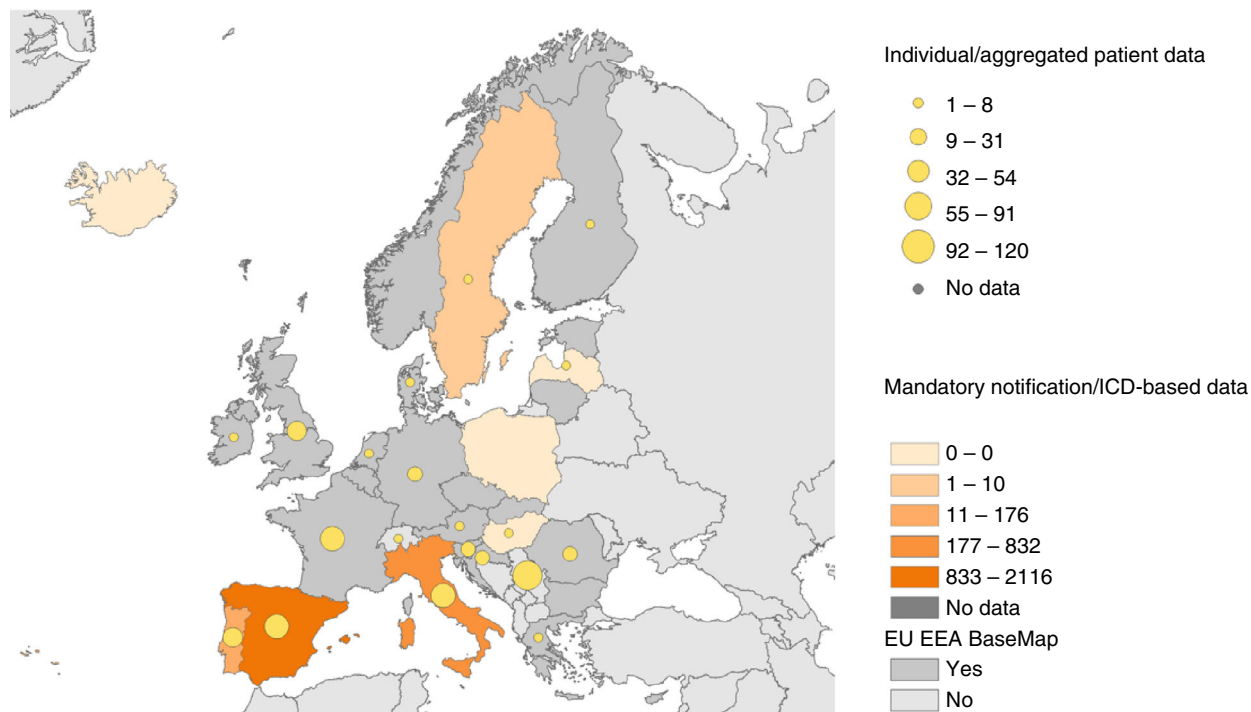 Individual/aggregated patient data
1 – 8
9 – 31
32 – 54
55 – 91
92 – 120
No data
Mandatory notification/ICD-based data
0 – 0
1 – 10
11 – 176
177 – 832
833 – 2116
No data
EU EEA BaseMap
Yes
No